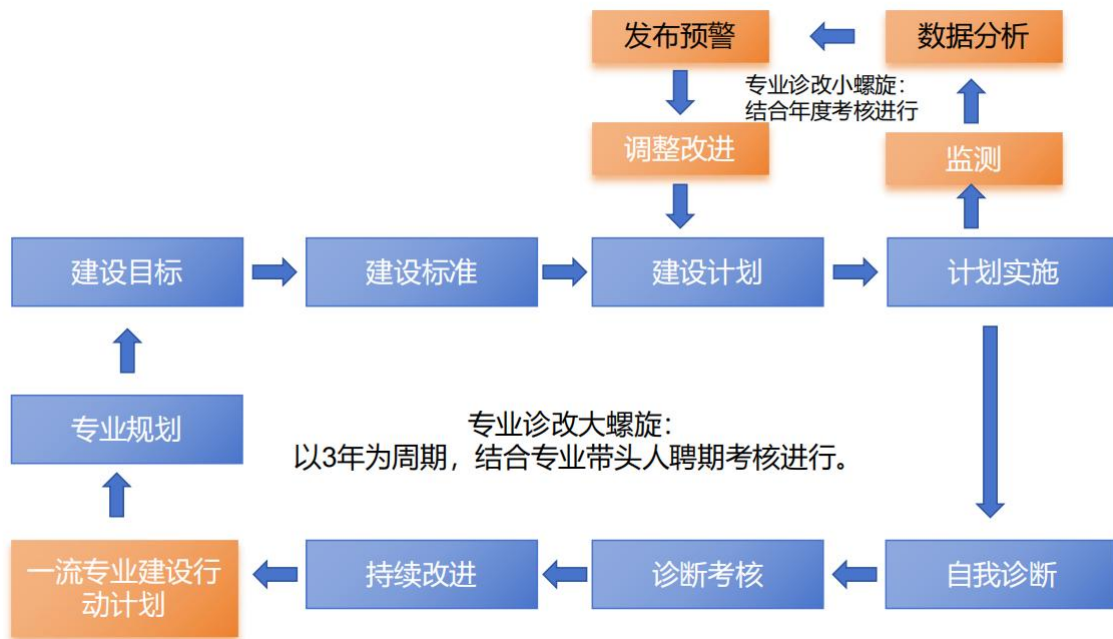 发布预警
数据分析
专业诊改小螺旋：
结合年度考核进行
调整改进
监测
建设目标
建设标准
建设计划
计划实施
专业规划
专业诊改大螺旋：
以3年为周期，结合专业带头人聘期考核进行。
一流专业建设行
动计划
持续改进
诊断考核
自我诊断